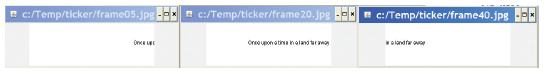 c:/Temp/ticker/frame05.jpg
Once upo
c:/Temp/ticker/frame20.jpg
Once upon a time in a land far away
c:/Temp/ticker/frame40.jpg
in a land far away